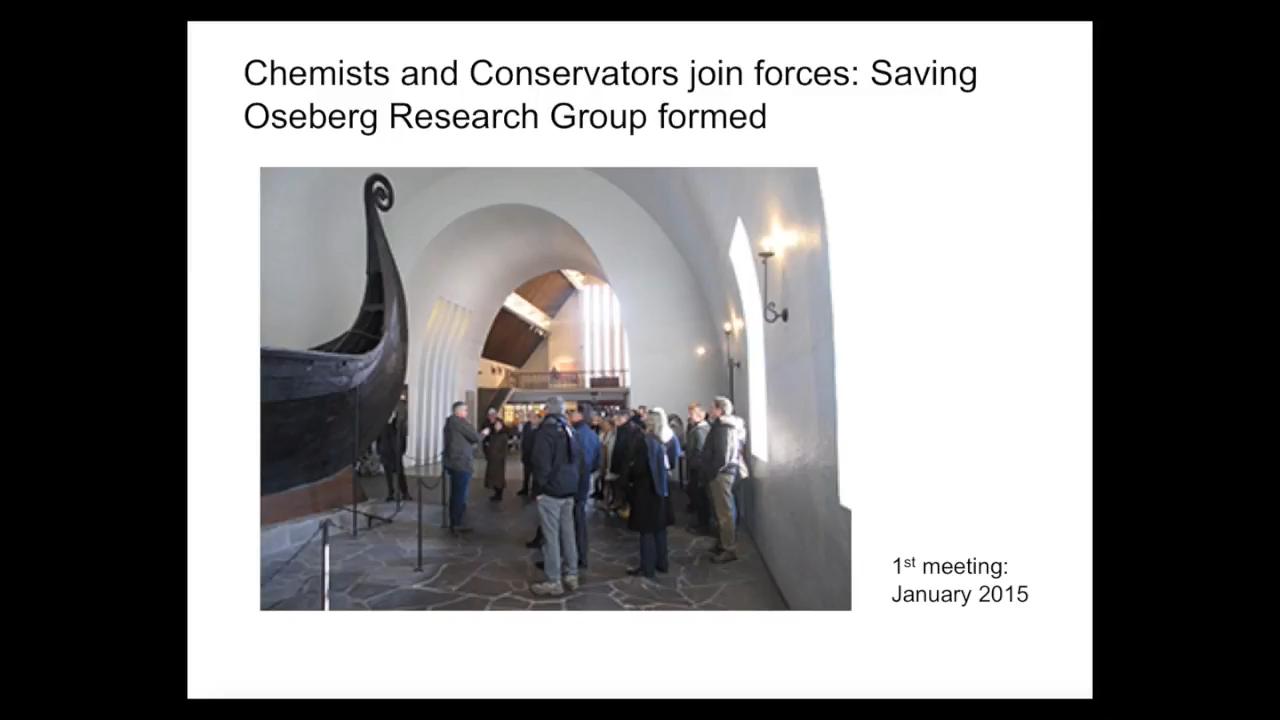 Chemists and Conservators join forces: Saving
Oseberg Research Group formed
1st meeting:
January 2015